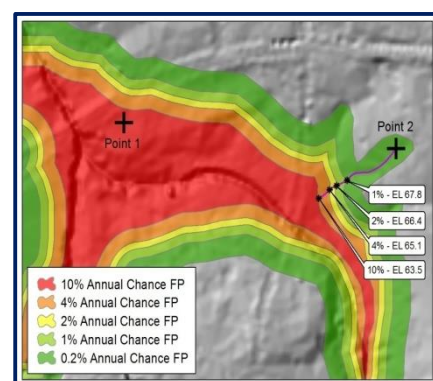 Point 1
Point 2
1% - EL 67.8
2% - EL 66.4
4% - EL 65.1
10% - EL 63.5
10% Annual Chance FP
4% Annual Chance FP
2% Annual Chance FP
1% Annual Chance FP
0.2% Annual Chance FP